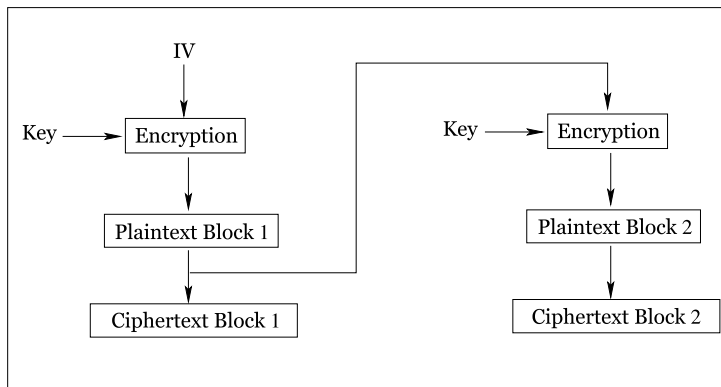 IV
Key
Encryption
Plaintext Block 1
Ciphertext Block 1
Key
Encryption
Plaintext Block 2
Ciphertext Block 2